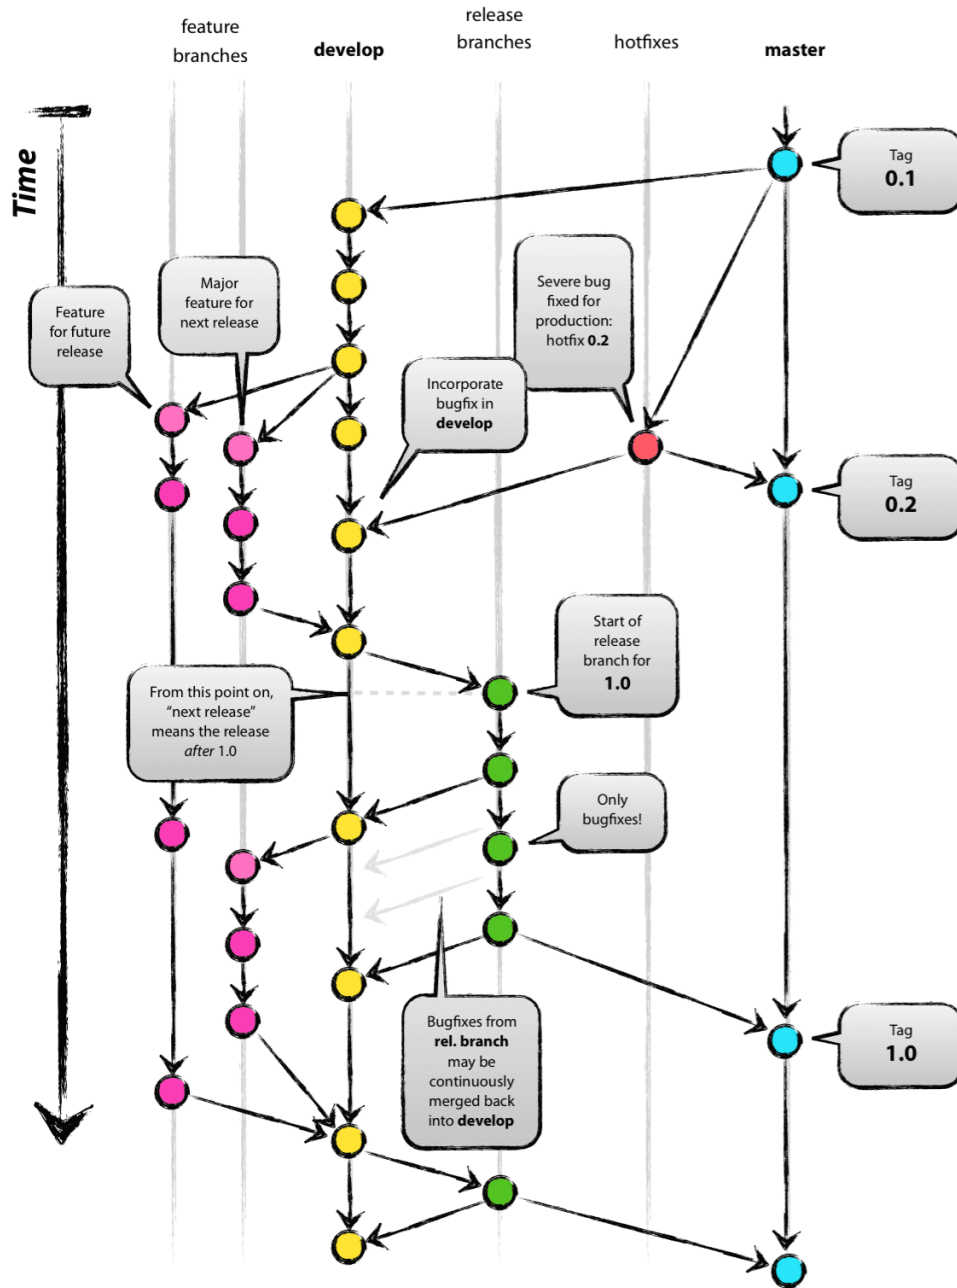 feature
branches
develop
release
branches
hotfixes
master
Time
Tag
0.1
Major
feature for
next release
Feature
for future
release
Severe bug
fixed for
production:
hotfix 0.2
Incorporate
bugfix in
develop
Tag
0.2
Start of
release
branch for
1.0
From this point on,
“next release”
means the release
after 1.0
Only
bugfixes!
Bugfixes from
rel. branch
may be
continuously
merged back
into develop
Tag
1.0